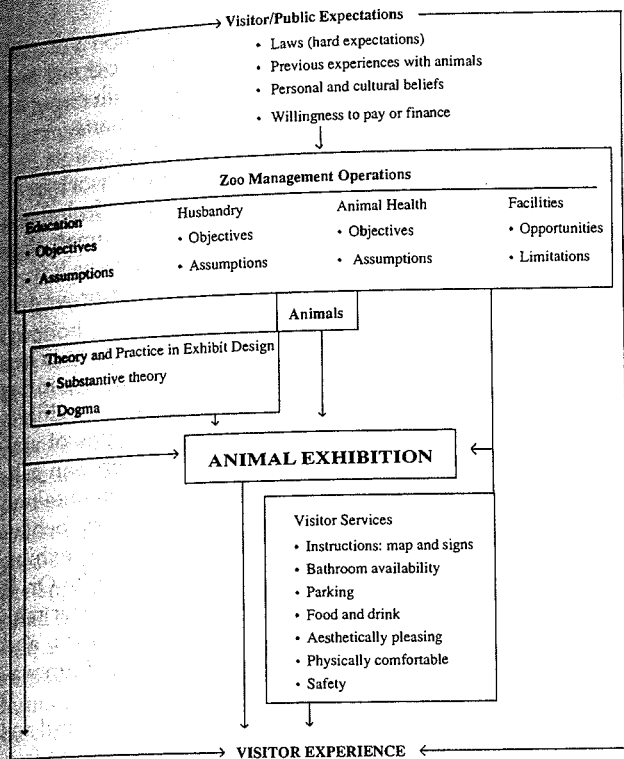 Visitor/Public Expectations
• Laws (hard expectations)
• Previous experiences with animals
• Personal and cultural beliefs
• Willingness to pay or finance
Zoo Management Operations
Education
• Objectives
• Assumptions
Husbandry
• Objectives
• Assumptions
Animal Health
• Objectives
• Assumptions
Facilities
• Opportunities
• Limitations
Animals
Theory and Practice in Exhibit Design
• Substantive theory
• Dogma
ANIMAL EXHIBITION
Visitor Services
• Instructions: map and signs
• Bathroom availability
• Parking
• Food and drink
• Aesthetically pleasing
• Physically comfortable
• Safety
VISITOR EXPERIENCE